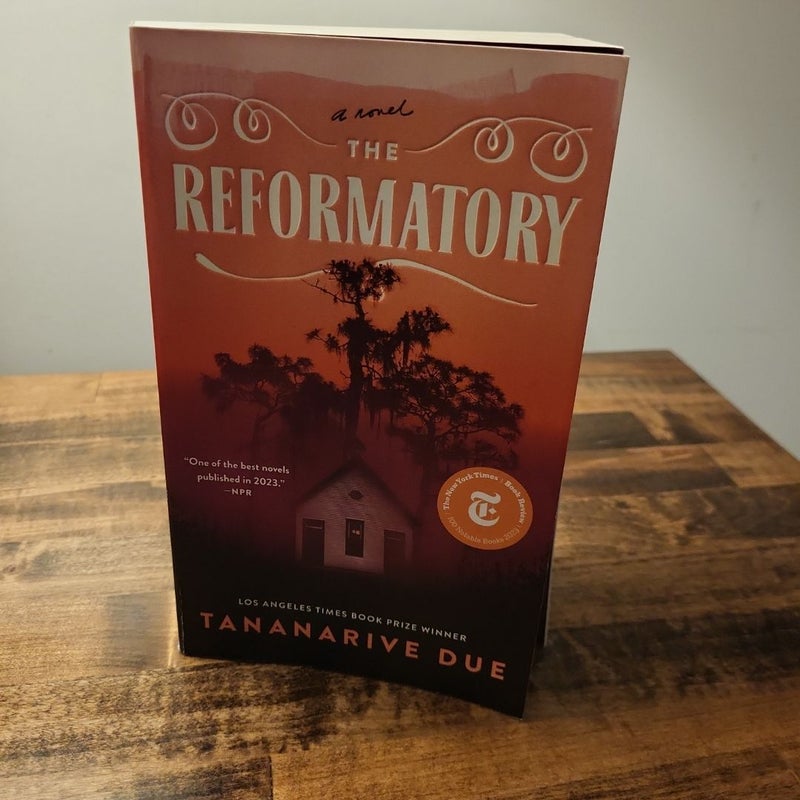 a novel
THE
REFORMATORY
“One of the best novels
published in 2023.”
—NPR
The New York Times | Book Review
T
100 Notable Books 2023
LOS ANGELES TIMES BOOK PRIZE WINNER
TANANARIVE DUE